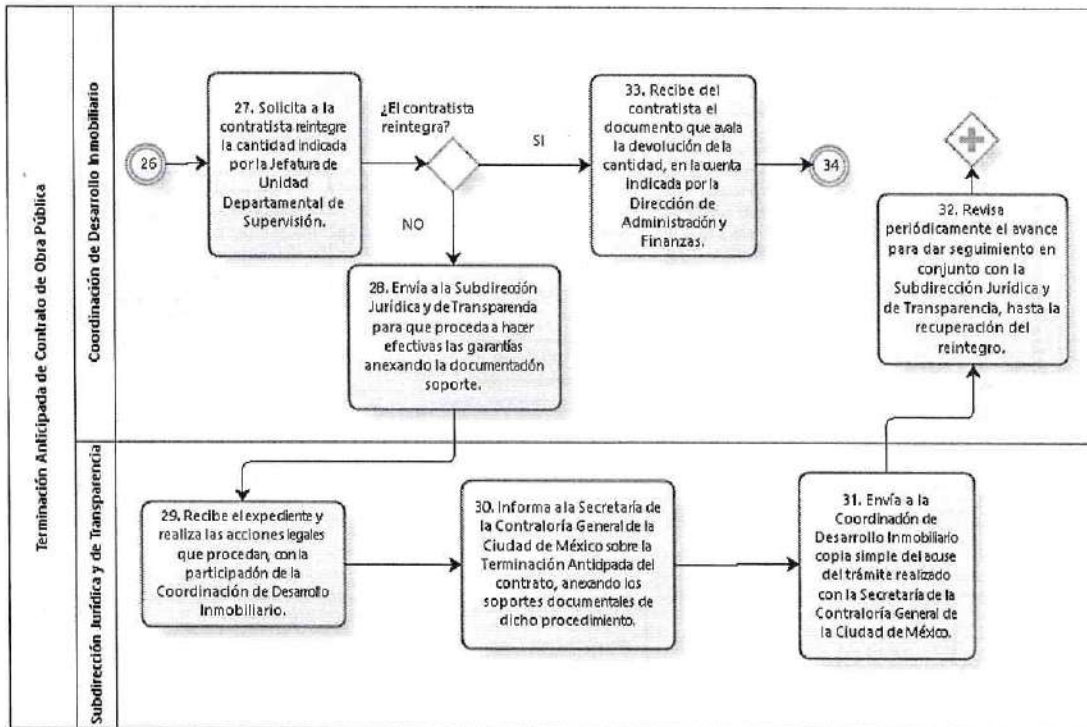 Terminación Anticipada de Contrato de Obra Pública
Coordinación de Desarrollo Inmobiliario
26
27. Solicita a la
contratista reintegre
la cantidad indicada
por la Jefatura de
Unidad
Departamental de
Supervisión.
¿El contratista
reintegra?
SI
NO
33. Recibe del
contratista el
documento que avala
la devolución de la
cantidad, en la cuenta
indicada por la
Dirección de
Administración y
Finanzas.
34
28. Envía a la Subdirección
Jurídica y de Transparencia
para que proceda a hacer
efectivas las garantías
anexando la documentación
soporte.
32. Revisa
periódicamente el avance
para dar seguimiento en
conjunto con la
Subdirección Jurídica y
de Transparencia, hasta la
recuperación del
reintegro.
Subdirección Jurídica y de Transparencia
29. Recibe el expediente y
realiza las acciones legales
que procedan, con la
participación de la
Coordinación de Desarrollo
Inmobiliario.
30. Informa a la Secretaría de
la Contraloría General de la
Ciudad de México sobre la
Terminación Anticipada del
contrato, anexando los
soportes documentales de
dicho procedimiento.
31. Envía a la
Coordinación de
Desarrollo Inmobiliario
copia simple del acuse
del trámite realizado
con la Secretaría de la
Contraloría General de
la Ciudad de México.